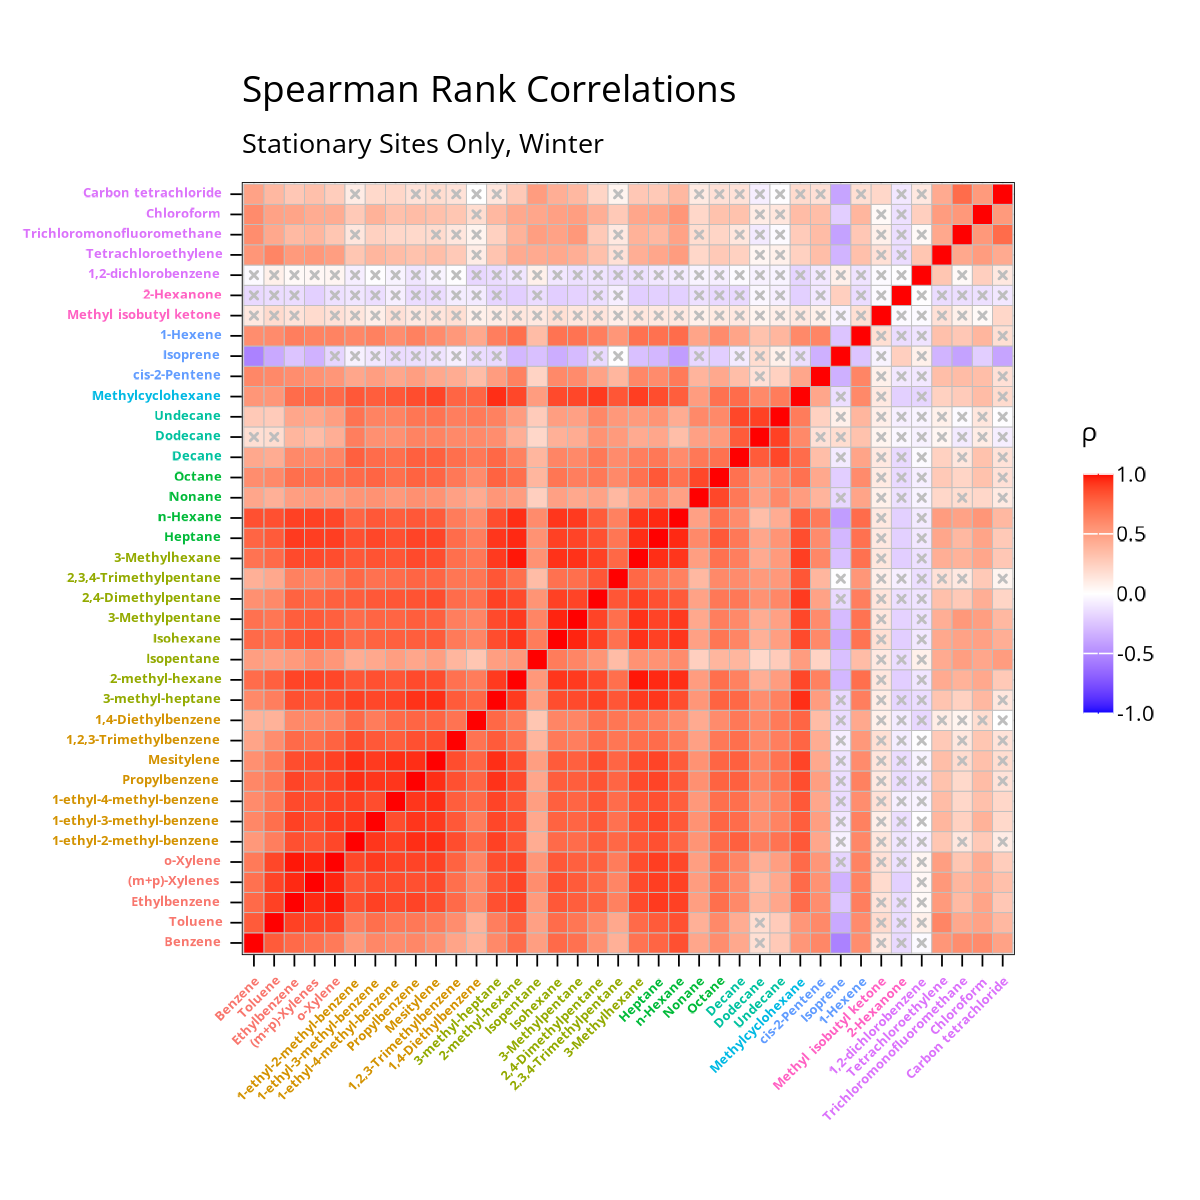 Spearman Rank Correlations
Stationary Sites Only, Winter
Carbon tetrachloride
Chloroform
Trichloromonofluoromethane
Tetrachloroethylene
1,2-dichlorobenzene
2-Hexanone
Methyl isobutyl ketone
1-Hexene
Isoprene
cis-2-Pentene
Methylcyclohexane
Undecane
Dodecane
Decane
Octane
Nonane
n-Hexane
Heptane
3-Methylhexane
2,3,4-Trimethylpentane
2,4-Dimethylpentane
3-Methylpentane
Isohexane
Isopentane
2-methyl-hexane
3-methyl-heptane
1,4-Diethylbenzene
1,2,3-Trimethylbenzene
Mesitylene
Propylbenzene
1-ethyl-4-methyl-benzene
1-ethyl-3-methyl-benzene
1-ethyl-2-methyl-benzene
o-Xylene
(m+p)-Xylenes
Ethylbenzene
Toluene
Benzene
Benzene
Toluene
Ethylbenzene
(m+p)-Xylenes
o-Xylene
1-ethyl-2-methyl-benzene
1-ethyl-3-methyl-benzene
1-ethyl-4-methyl-benzene
Propylbenzene
Mesitylene
1,2,3-Trimethylbenzene
1,4-Diethylbenzene
3-methyl-heptane
2-methyl-hexane
Isopentane
Isohexane
3-Methylpentane
2,4-Dimethylpentane
2,3,4-Trimethylpentane
3-Methylhexane
Heptane
n-Hexane
Nonane
Octane
Decane
Dodecane
Undecane
Methylcyclohexane
cis-2-Pentene
Isoprene
1-Hexene
Methyl isobutyl ketone
2-Hexanone
1,2-dichlorobenzene
Tetrachloroethylene
Trichloromonofluoromethane
Chloroform
Carbon tetrachloride
ρ
1.0
0.5
0.0
-0.5
-1.0